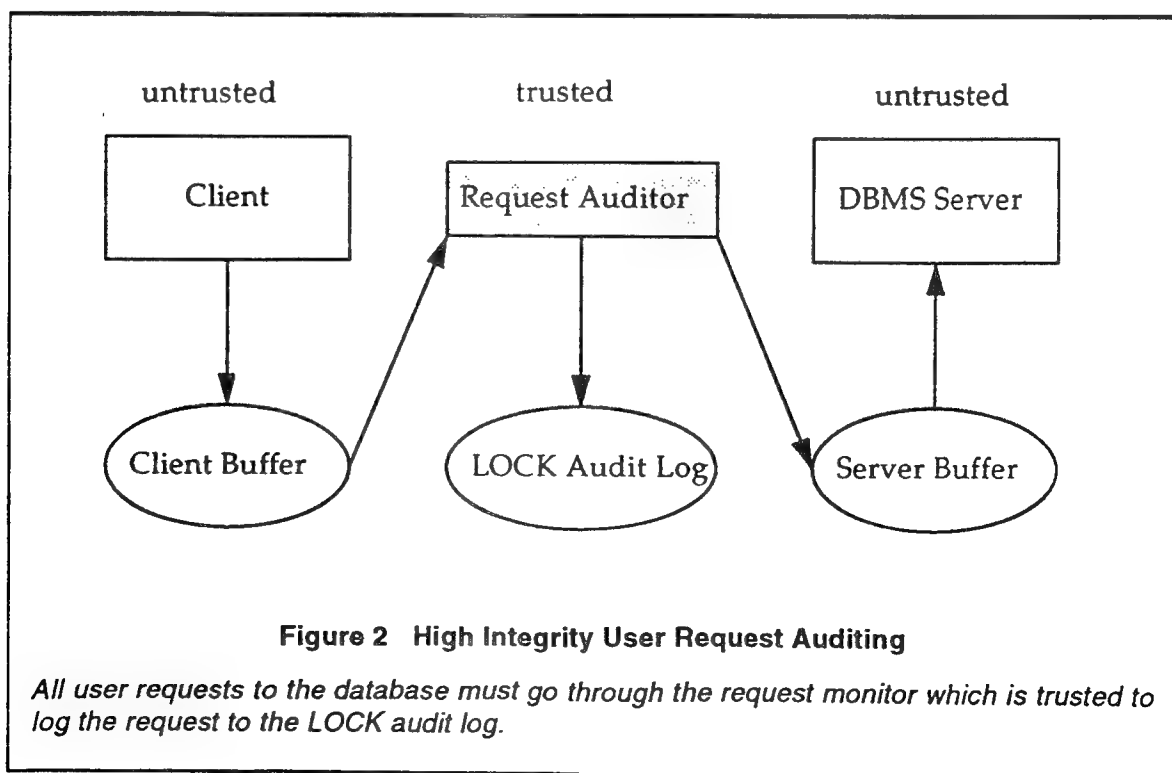 untrusted trusted untrusted
Client Request Auditor DBMS Server
Client Buffer LOCK Audit Log Server Buffer
Figure 2 High Integrity User Request Auditing
All user requests to the database must go through the request monitor which is trusted to
log the request to the LOCK audit log.